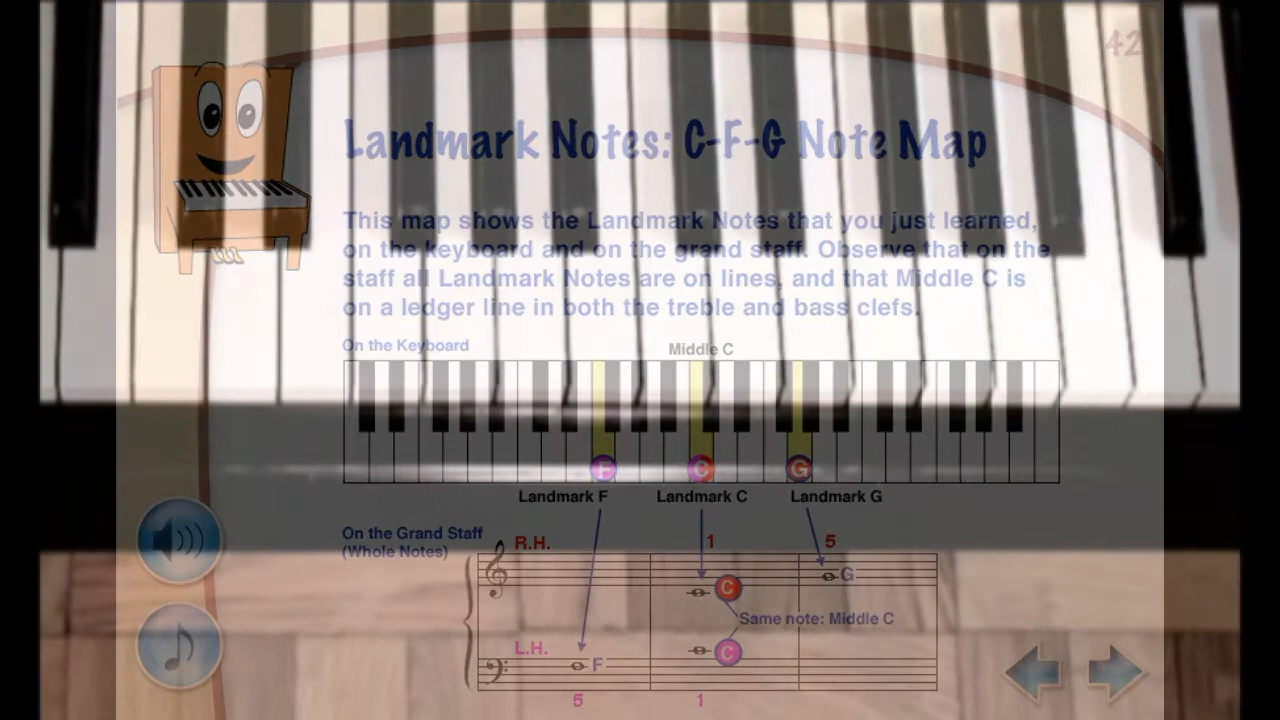 42
Landmark Notes: C-F-G Note Map
This map shows the Landmark Notes that you just learned,
on the keyboard and on the grand staff. Observe that on the
staff all Landmark Notes are on lines, and that Middle C is
on a ledger line in both the treble and bass clefs.
On the Keyboard
Middle C
F C G
Landmark F Landmark C Landmark G
On the Grand Staff
(Whole Notes)
R.H. 1 5
G
C
Same note: Middle C
L.H. C
F
5 1